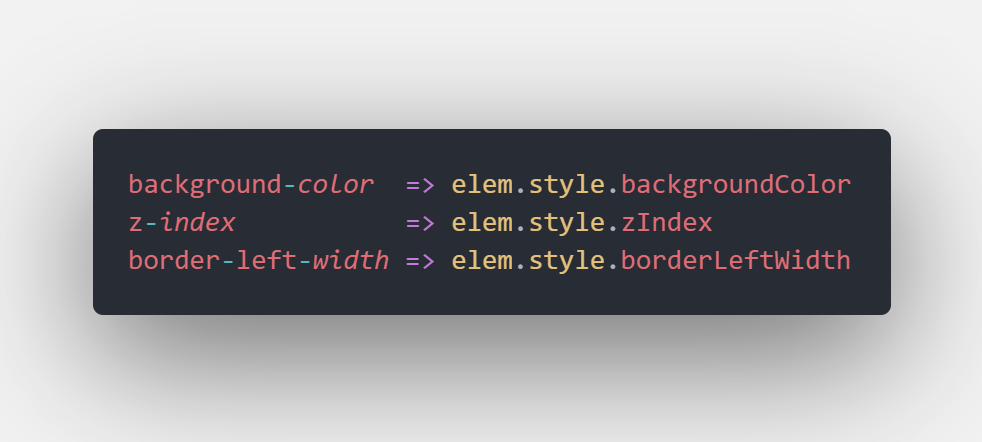 background-color  => elem.style.backgroundColor
z-index           => elem.style.zIndex
border-left-width => elem.style.borderLeftWidth